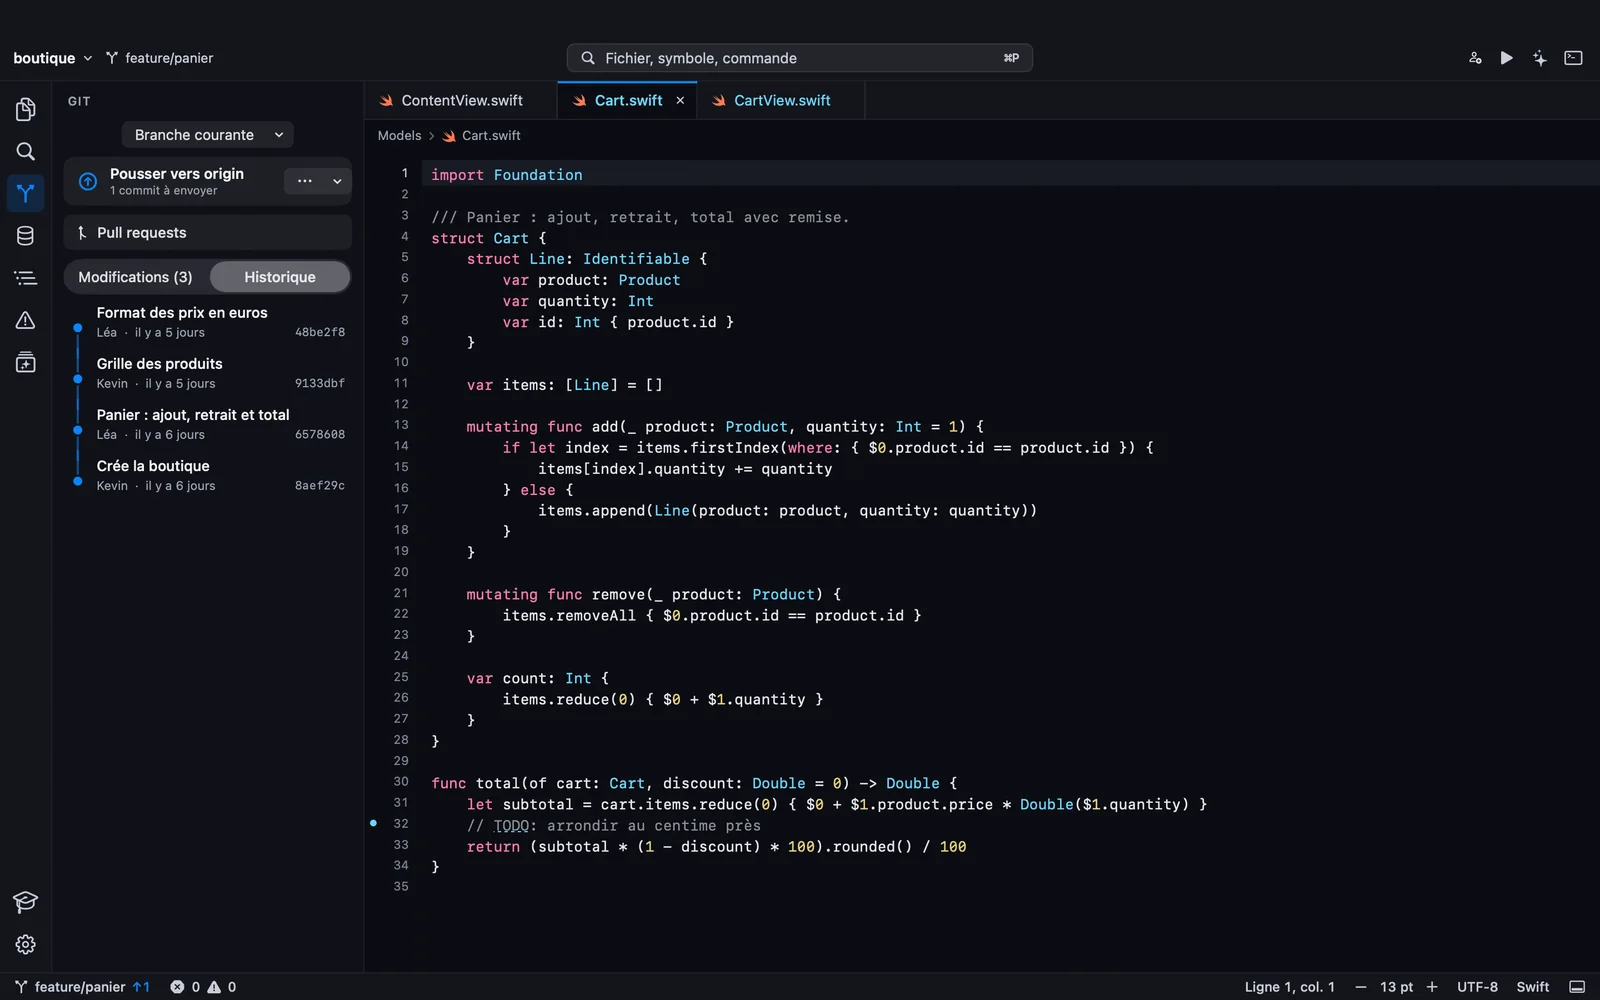 boutique feature/panier
Fichier, symbole, commande ⌘P
GIT
Branche courante
Pousser vers origin
1 commit à envoyer
Pull requests
Modifications (3) Historique
Format des prix en euros
Léa · il y a 5 jours 48be2f8
Grille des produits
Kevin · il y a 5 jours 9133dbf
Panier : ajout, retrait et total
Léa · il y a 6 jours 6578608
Crée la boutique
Kevin · il y a 6 jours 8aef29c
ContentView.swift Cart.swift × CartView.swift
Models > Cart.swift
1 import Foundation
2
3 /// Panier : ajout, retrait, total avec remise.
4 struct Cart {
5     struct Line: Identifiable {
6         var product: Product
7         var quantity: Int
8         var id: Int { product.id }
9     }
10
11     var items: [Line] = []
12
13     mutating func add(_ product: Product, quantity: Int = 1) {
14         if let index = items.firstIndex(where: { $0.product.id == product.id }) {
15             items[index].quantity += quantity
16         } else {
17             items.append(Line(product: product, quantity: quantity))
18         }
19     }
20
21     mutating func remove(_ product: Product) {
22         items.removeAll { $0.product.id == product.id }
23     }
24
25     var count: Int {
26         items.reduce(0) { $0 + $1.quantity }
27     }
28 }
29
30 func total(of cart: Cart, discount: Double = 0) -> Double {
31     let subtotal = cart.items.reduce(0) { $0 + $1.product.price * Double($1.quantity) }
32     // TODO: arrondir au centime près
33     return (subtotal * (1 - discount) * 100).rounded() / 100
34 }
35
feature/panier ↑1 0 0
Ligne 1, col. 1 — 13 pt + UTF-8 Swift